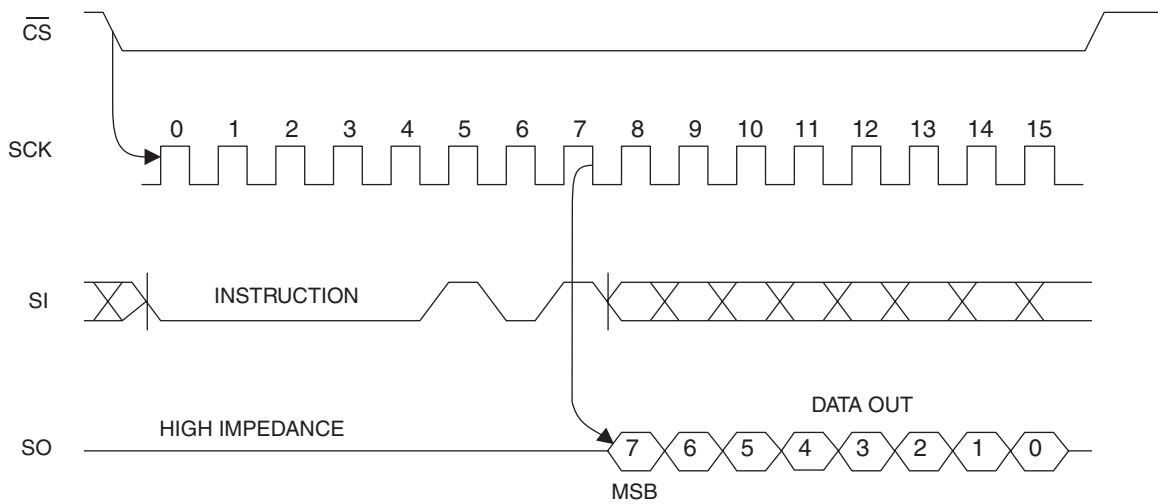 CS
0 1 2 3 4 5 6 7 8 9 10 11 12 13 14 15
SCK
SI
INSTRUCTION
DATA OUT
HIGH IMPEDANCE
SO
7 6 5 4 3 2 1 0
MSB